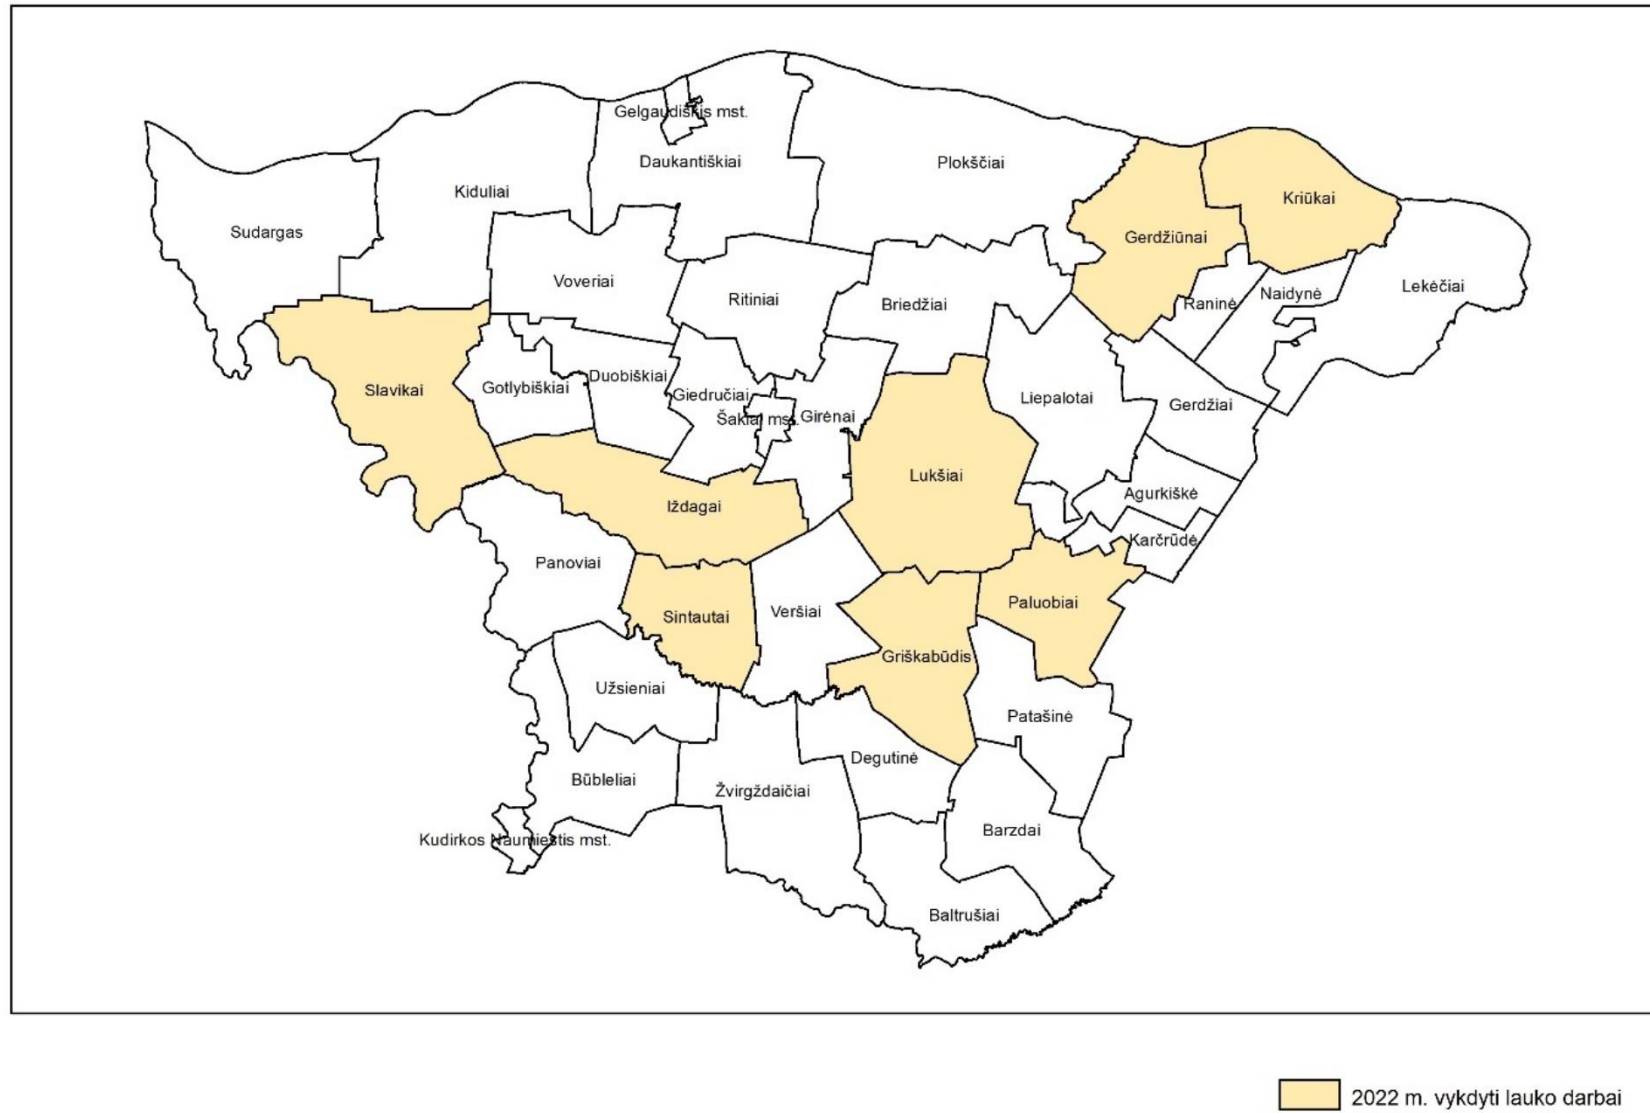 Gelgaudiškis mst.
Daukantiškiai
Plokščiai
Kiduliai
Kriūkai
Sudargas
Gerdžiūnai
Voveriai
Lekėčiai
Naidynė
Ritiniai
Briedžiai
Raninė
Duobiškiai
Gotlybiškiai
Slavikai
Giedručiai
Liepalotai
Gerdžiai
Šakiai mst.
Girėnai
Lukšiai
Agurkiškė
Iždagai
Karčrūdė
Panoviai
Paluobiai
Veršiai
Sintautai
Griškabūdis
Užsieniai
Patašinė
Degutinė
Būbleliai
Žvirgždaičiai
Barzdai
Kudirkos Naumiestis mst.
Baltrušiai
2022 m. vykdyti lauko darbai